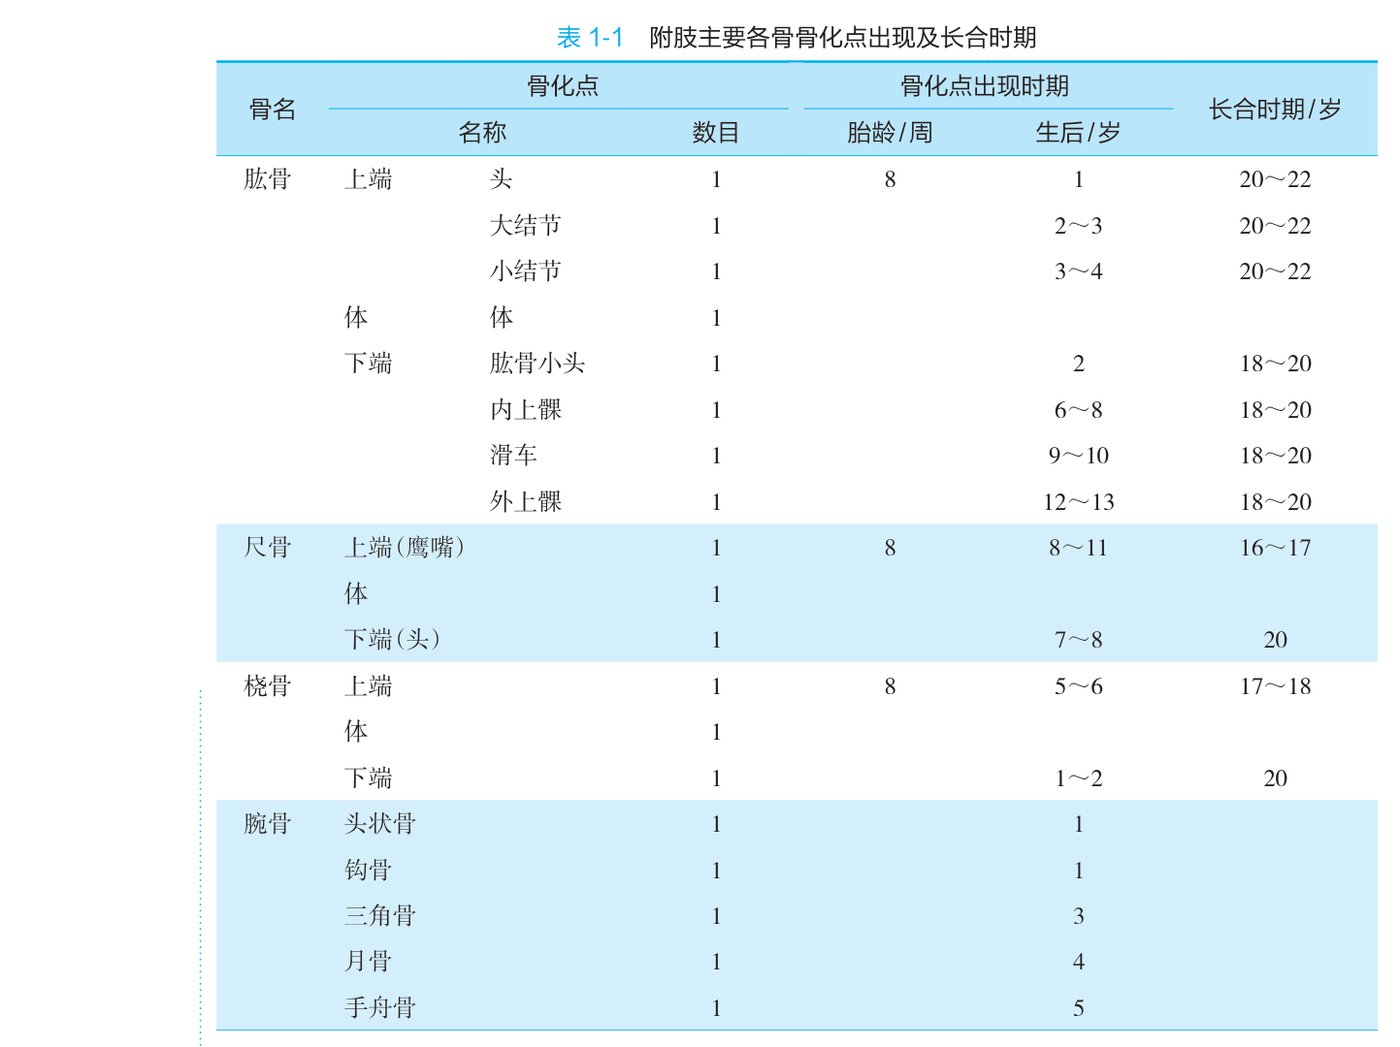 表 1-1 附肢主要各骨骨化点出现及长合时期
骨名 骨化点 骨化点出现时期 长合时期/岁
名称 数目 胎龄/周 生后/岁
肱骨 上端 头 1 8 1 20～22
大结节 1 2～3 20～22
小结节 1 3～4 20～22
体 体 1
下端 肱骨小头 1 2 18～20
内上髁 1 6～8 18～20
滑车 1 9～10 18～20
外上髁 1 12～13 18～20
尺骨 上端(鹰嘴) 1 8 8～11 16～17
体 1
下端(头) 1 7～8 20
桡骨 上端 1 8 5～6 17～18
体 1
下端 1 1～2 20
腕骨 头状骨 1 1
钩骨 1 1
三角骨 1 3
月骨 1 4
手舟骨 1 5